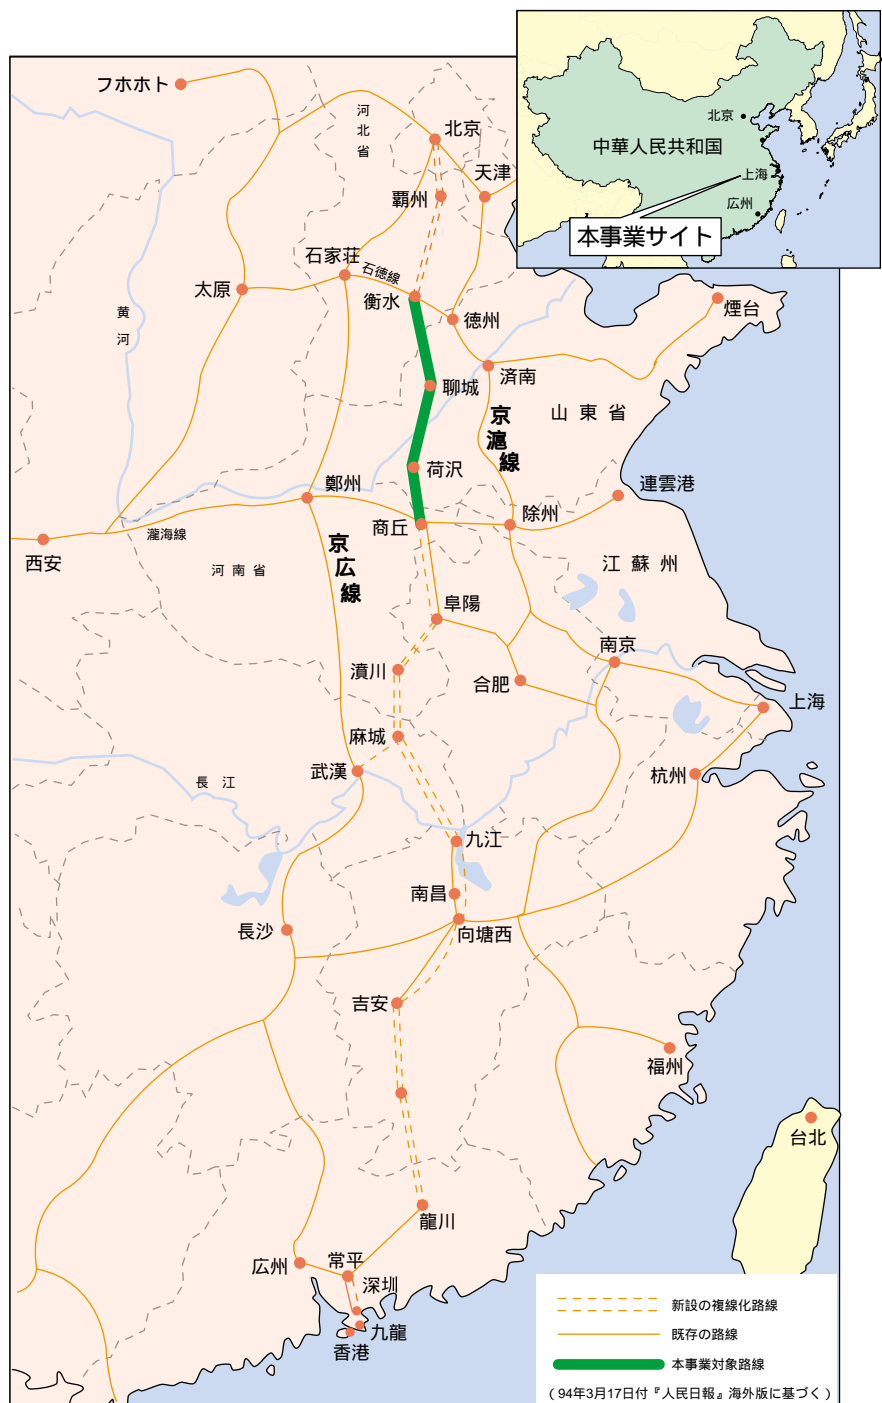 北京
中華人民共和国
上海
広州
本事業サイト
フホホト
河北省
北京
天津
覇州
石家荘
石徳線
太原
衡水
徳州
煙台
黄河
済南
聊城
山東省
京滬線
荷沢
鄭州
連雲港
商丘
除州
瀧海線
西安
河南省
京広線
江蘇州
阜陽
南京
濆川
合肥
上海
麻城
武漢
杭州
長江
九江
南昌
長沙
向塘西
吉安
福州
台北
龍川
広州
常平
深圳
九龍
香港
新設の複線化路線
既存の路線
本事業対象路線
(94年3月17日付『人民日報』海外版に基づく)